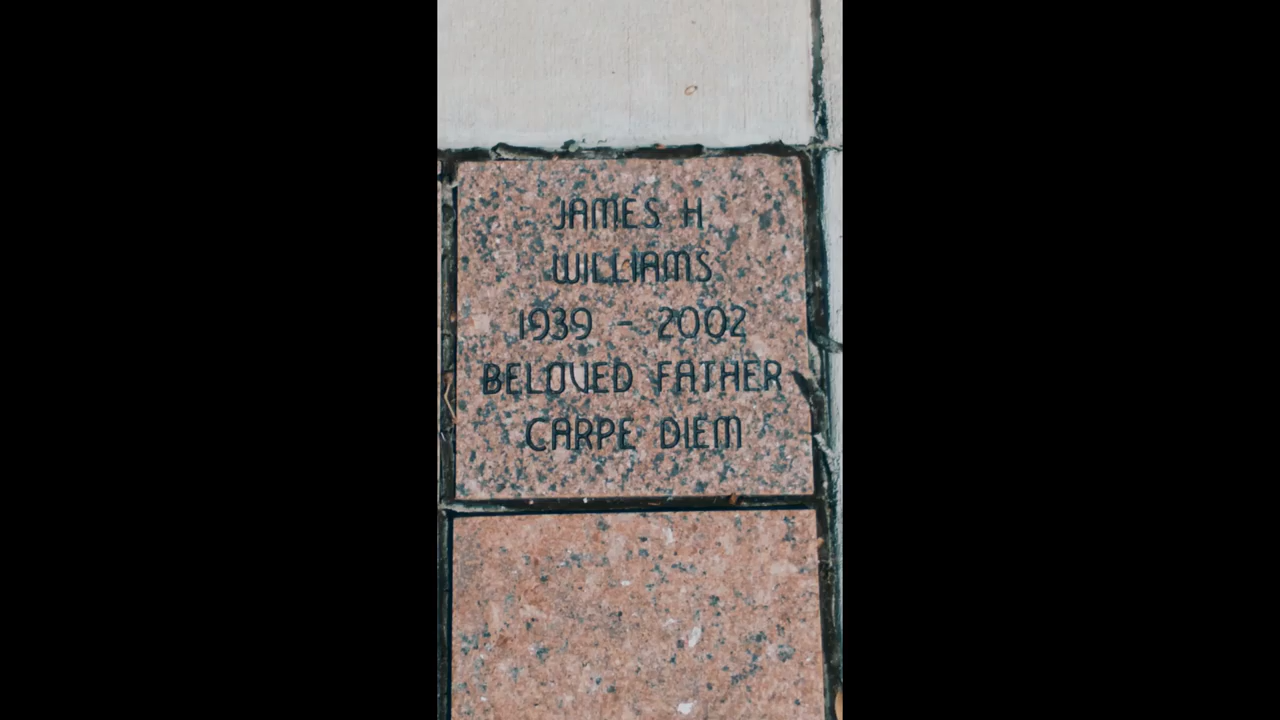 JAMES H
WILLIAMS
1939 - 2002
BELOVED FATHER
CARPE DIEM